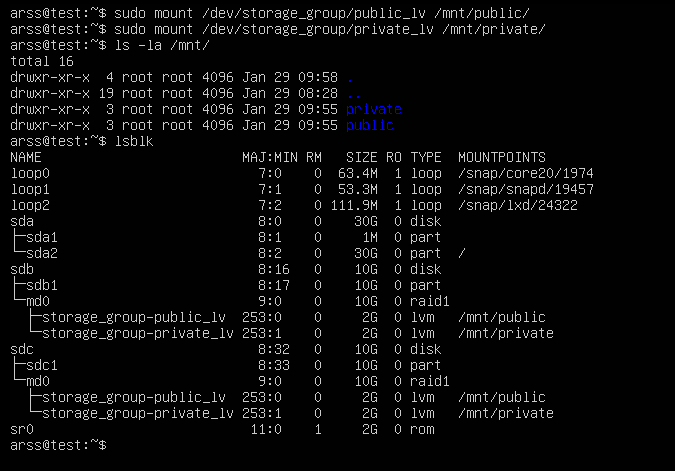 arss@test:~$ sudo mount /dev/storage_group/public_lv /mnt/public/
arss@test:~$ sudo mount /dev/storage_group/private_lv /mnt/private/
arss@test:~$ ls -la /mnt/
total 16
drwxr-xr-x  4 root root 4096 Jan 29 09:58 .
drwxr-xr-x 19 root root 4096 Jan 29 08:28 ..
drwxr-xr-x  3 root root 4096 Jan 29 09:55 private
drwxr-xr-x  3 root root 4096 Jan 29 09:55 public
arss@test:~$ lsblk
NAME                         MAJ:MIN RM   SIZE RO TYPE  MOUNTPOINTS
loop0                          7:0    0  63.4M  1 loop  /snap/core20/1974
loop1                          7:1    0  53.3M  1 loop  /snap/snapd/19457
loop2                          7:2    0 111.9M  1 loop  /snap/lxd/24322
sda                            8:0    0    30G  0 disk
├─sda1                         8:1    0     1M  0 part
└─sda2                         8:2    0    30G  0 part  /
sdb                            8:16   0    10G  0 disk
├─sdb1                         8:17   0    10G  0 part
└─md0                          9:0    0    10G  0 raid1
  ├─storage_group-public_lv  253:0    0     2G  0 lvm   /mnt/public
  └─storage_group-private_lv 253:1    0     2G  0 lvm   /mnt/private
sdc                            8:32   0    10G  0 disk
├─sdc1                         8:33   0    10G  0 part
└─md0                          9:0    0    10G  0 raid1
  ├─storage_group-public_lv  253:0    0     2G  0 lvm   /mnt/public
  └─storage_group-private_lv 253:1    0     2G  0 lvm   /mnt/private
sr0                           11:0    1     2G  0 rom
arss@test:~$